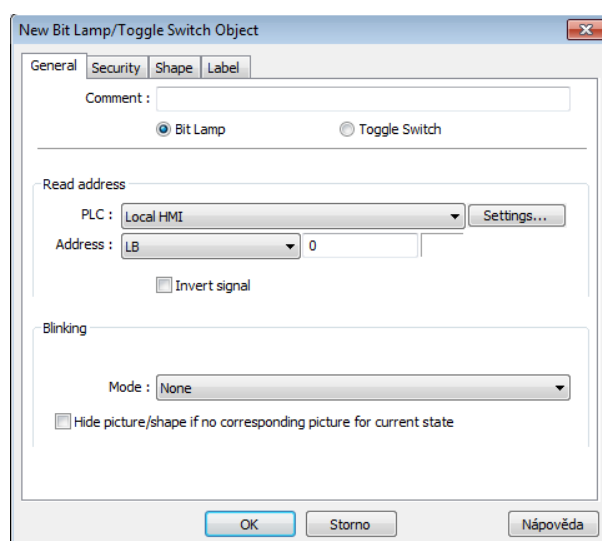 New Bit Lamp/Toggle Switch Object
General Security Shape Label
Comment :
Bit Lamp Toggle Switch
Read address
PLC : Local HMI Settings...
Address : LB 0
Invert signal
Blinking
Mode : None
Hide picture/shape if no corresponding picture for current state
OK Storno Nápověda